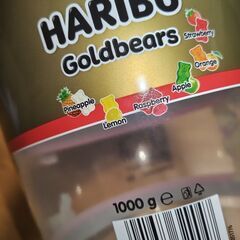 HARIBO
Goldbears
Strawberry
Orange
Apple
Raspberry
Lemon
Pineapple
1000 g e